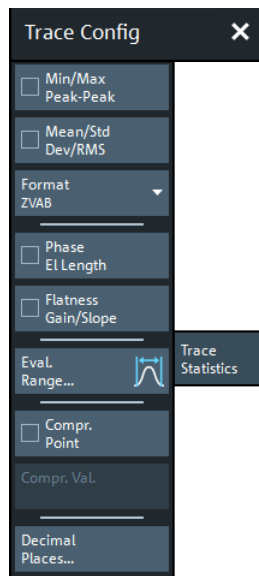 Trace Config
Min/Max
Peak-Peak
Mean/Std
Dev/RMS
Format
ZVAB
Phase
El Length
Flatness
Gain/Slope
Eval.
Range...
Trace
Statistics
Compr.
Point
Compr. Val.
Decimal
Places...